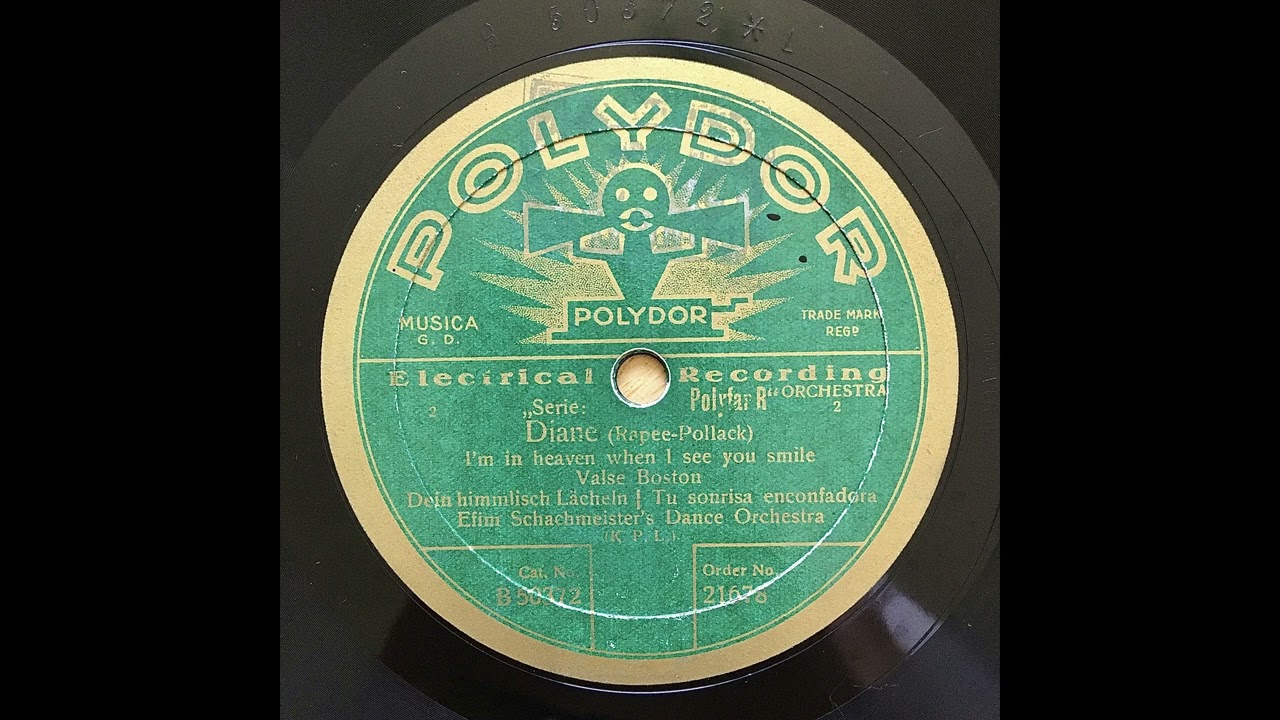 R 50372 * L
POLYDOR
POLYDOR
MUSICA
G. D.
TRADE MARK
REGD
Electrical Recording
ORCHESTRA
2 „Serie: Polyfar R“ 2
Diane (Rapee-Pollack)
I'm in heaven when I see you smile
Valse Boston
Dein himmlisch Lächeln | Tu sonrisa enconfadora
Efim Schachmeister's Dance Orchestra
(K. P. L.)
Cat. No.
B 50372
Order No.
21678